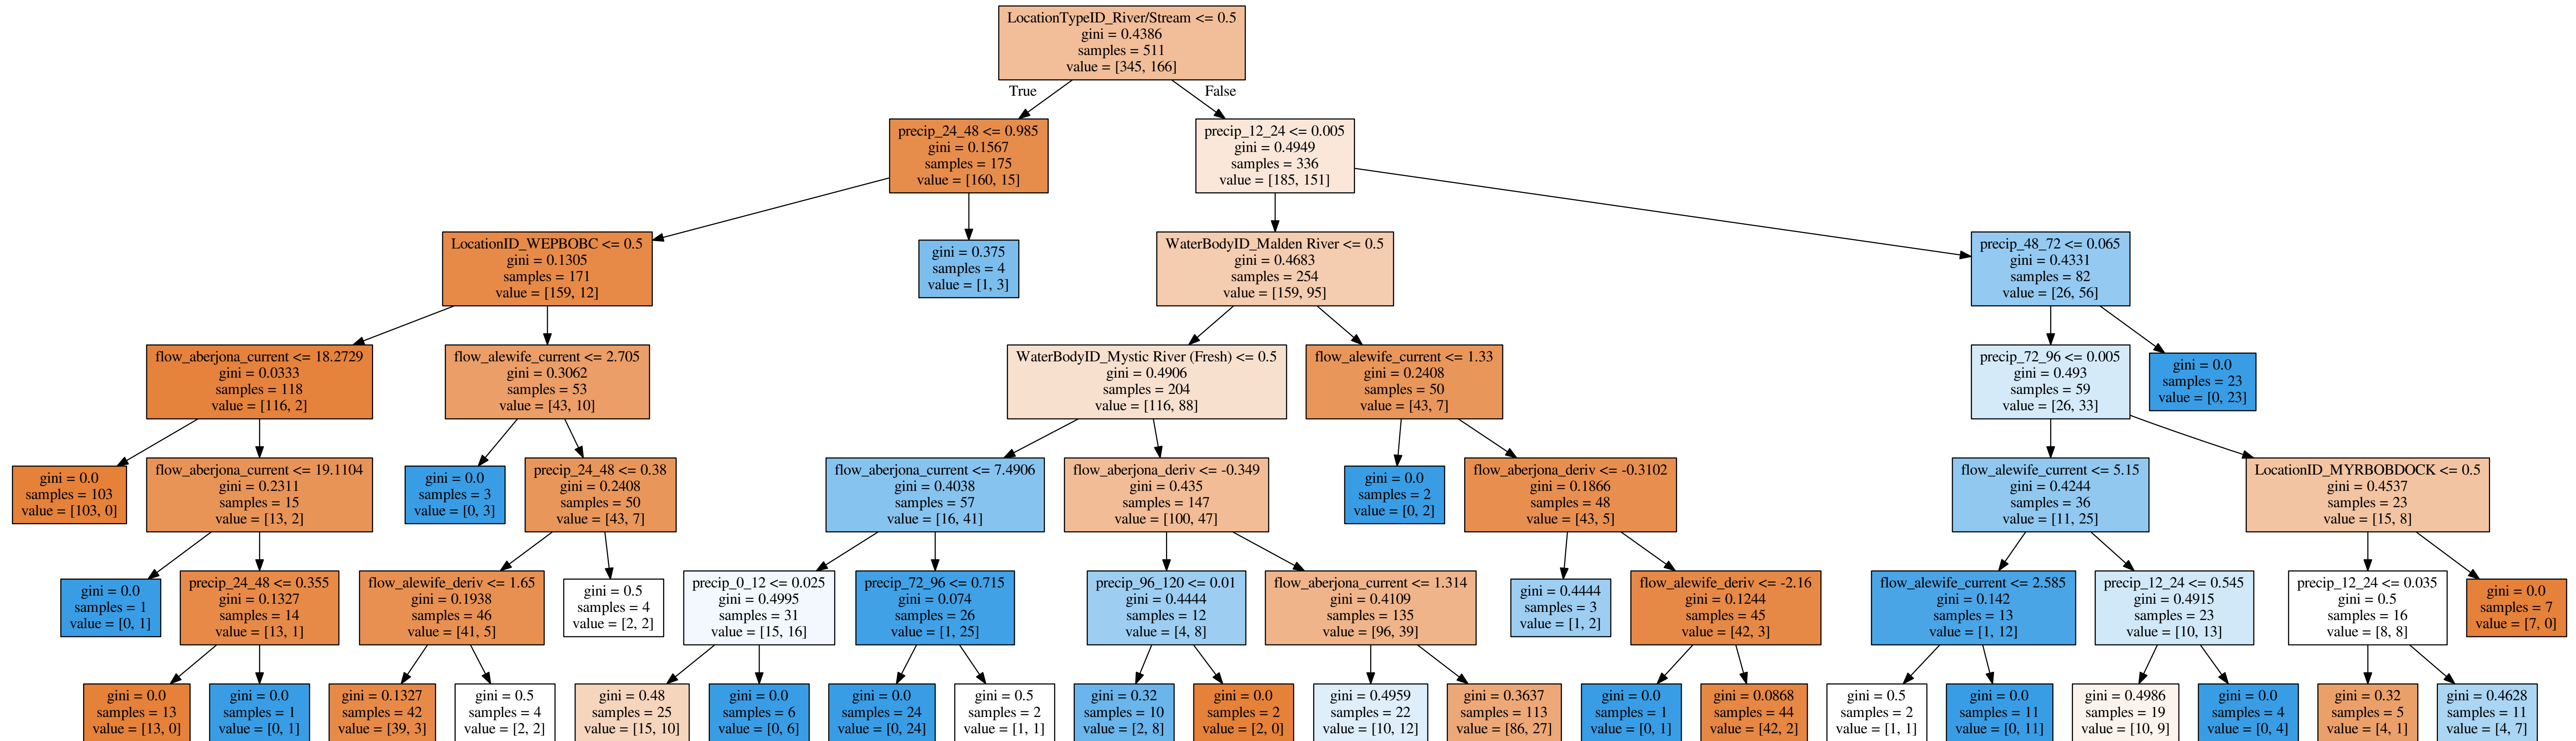 LocationTypeID_River/Stream <= 0.5
gini = 0.4386
samples = 511
value = [345, 166]
True
False
precip_24_48 <= 0.985
gini = 0.1567
samples = 175
value = [160, 15]
precip_12_24 <= 0.005
gini = 0.4949
samples = 336
value = [185, 151]
LocationID_WEPBOBC <= 0.5
gini = 0.1305
samples = 171
value = [159, 12]
gini = 0.375
samples = 4
value = [1, 3]
WaterBodyID_Malden River <= 0.5
gini = 0.4683
samples = 254
value = [159, 95]
precip_48_72 <= 0.065
gini = 0.4331
samples = 82
value = [26, 56]
flow_aberjona_current <= 18.2729
gini = 0.0333
samples = 118
value = [116, 2]
flow_alewife_current <= 2.705
gini = 0.3062
samples = 53
value = [43, 10]
WaterBodyID_Mystic River (Fresh) <= 0.5
gini = 0.4906
samples = 204
value = [116, 88]
flow_alewife_current <= 1.33
gini = 0.2408
samples = 50
value = [43, 7]
precip_72_96 <= 0.005
gini = 0.493
samples = 59
value = [26, 33]
gini = 0.0
samples = 23
value = [0, 23]
gini = 0.0
samples = 103
value = [103, 0]
flow_aberjona_current <= 19.1104
gini = 0.2311
samples = 15
value = [13, 2]
gini = 0.0
samples = 3
value = [0, 3]
precip_24_48 <= 0.38
gini = 0.2408
samples = 50
value = [43, 7]
flow_aberjona_current <= 7.4906
gini = 0.4038
samples = 57
value = [16, 41]
flow_aberjona_deriv <= -0.349
gini = 0.435
samples = 147
value = [100, 47]
gini = 0.0
samples = 2
value = [0, 2]
flow_aberjona_deriv <= -0.3102
gini = 0.1866
samples = 48
value = [43, 5]
flow_alewife_current <= 5.15
gini = 0.4244
samples = 36
value = [11, 25]
LocationID_MYRBOBDOCK <= 0.5
gini = 0.4537
samples = 23
value = [15, 8]
gini = 0.0
samples = 1
value = [0, 1]
precip_24_48 <= 0.355
gini = 0.1327
samples = 14
value = [13, 1]
flow_alewife_deriv <= 1.65
gini = 0.1938
samples = 46
value = [41, 5]
gini = 0.5
samples = 4
value = [2, 2]
precip_0_12 <= 0.025
gini = 0.4995
samples = 31
value = [15, 16]
precip_72_96 <= 0.715
gini = 0.074
samples = 26
value = [1, 25]
precip_96_120 <= 0.01
gini = 0.4444
samples = 12
value = [4, 8]
flow_aberjona_current <= 1.314
gini = 0.4109
samples = 135
value = [96, 39]
gini = 0.4444
samples = 3
value = [1, 2]
flow_alewife_deriv <= -2.16
gini = 0.1244
samples = 45
value = [42, 3]
flow_alewife_current <= 2.585
gini = 0.142
samples = 13
value = [1, 12]
precip_12_24 <= 0.545
gini = 0.4915
samples = 23
value = [10, 13]
precip_12_24 <= 0.035
gini = 0.5
samples = 16
value = [8, 8]
gini = 0.0
samples = 7
value = [7, 0]
gini = 0.0
samples = 13
value = [13, 0]
gini = 0.0
samples = 1
value = [0, 1]
gini = 0.1327
samples = 42
value = [39, 3]
gini = 0.5
samples = 4
value = [2, 2]
gini = 0.48
samples = 25
value = [15, 10]
gini = 0.0
samples = 6
value = [0, 6]
gini = 0.0
samples = 24
value = [0, 24]
gini = 0.5
samples = 2
value = [1, 1]
gini = 0.32
samples = 10
value = [2, 8]
gini = 0.0
samples = 2
value = [2, 0]
gini = 0.4959
samples = 22
value = [10, 12]
gini = 0.3637
samples = 113
value = [86, 27]
gini = 0.0
samples = 1
value = [0, 1]
gini = 0.0868
samples = 44
value = [42, 2]
gini = 0.5
samples = 2
value = [1, 1]
gini = 0.0
samples = 11
value = [0, 11]
gini = 0.4986
samples = 19
value = [10, 9]
gini = 0.0
samples = 4
value = [0, 4]
gini = 0.32
samples = 5
value = [4, 1]
gini = 0.4628
samples = 11
value = [4, 7]